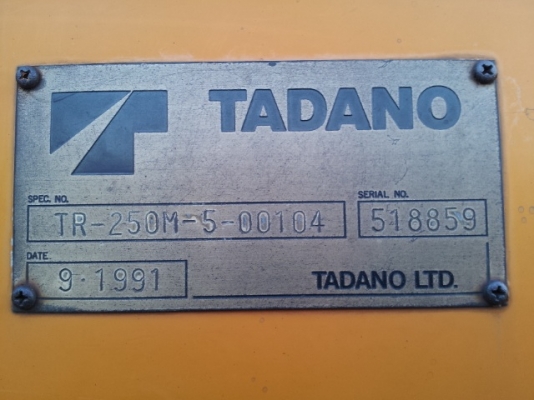 TADANO
SPEC. NO.
TR-250M-5-00104
SERIAL NO.
518859
DATE.
9·1991
TADANO LTD.